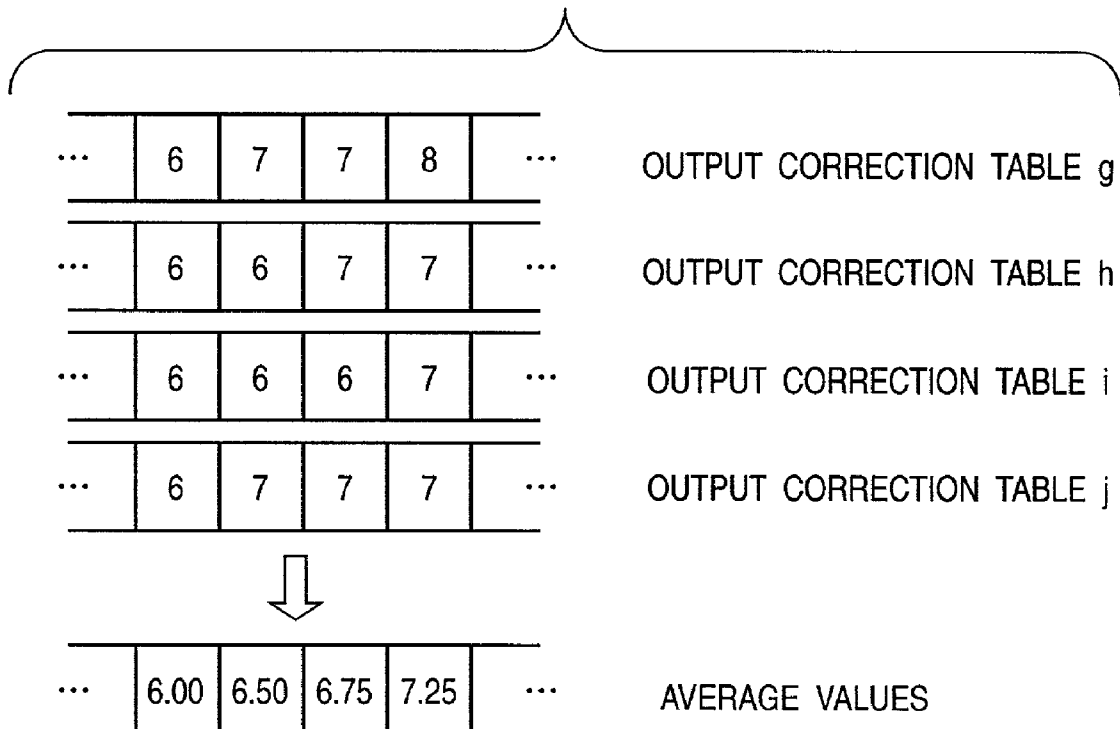 ... 6 7 7 8 ... OUTPUT CORRECTION TABLE g
... 6 6 7 7 ... OUTPUT CORRECTION TABLE h
... 6 6 6 7 ... OUTPUT CORRECTION TABLE i
... 6 7 7 7 ... OUTPUT CORRECTION TABLE j
... 6.00 6.50 6.75 7.25 ... AVERAGE VALUES